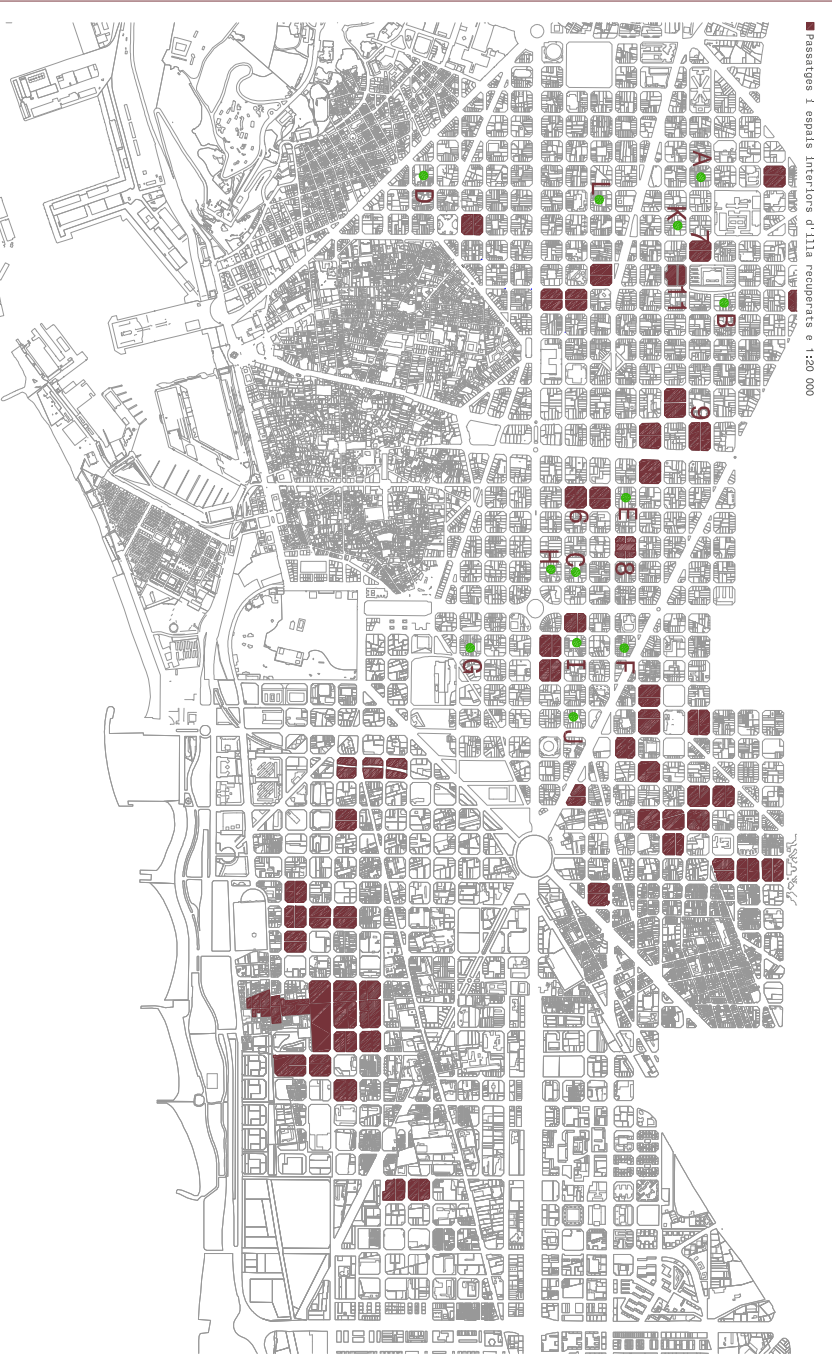 Passatges i espais interiors d'illa recuperats e 1:20 000
A
L
K
D
7
11
B
9
E
6
8
H
C
I
F
G
J